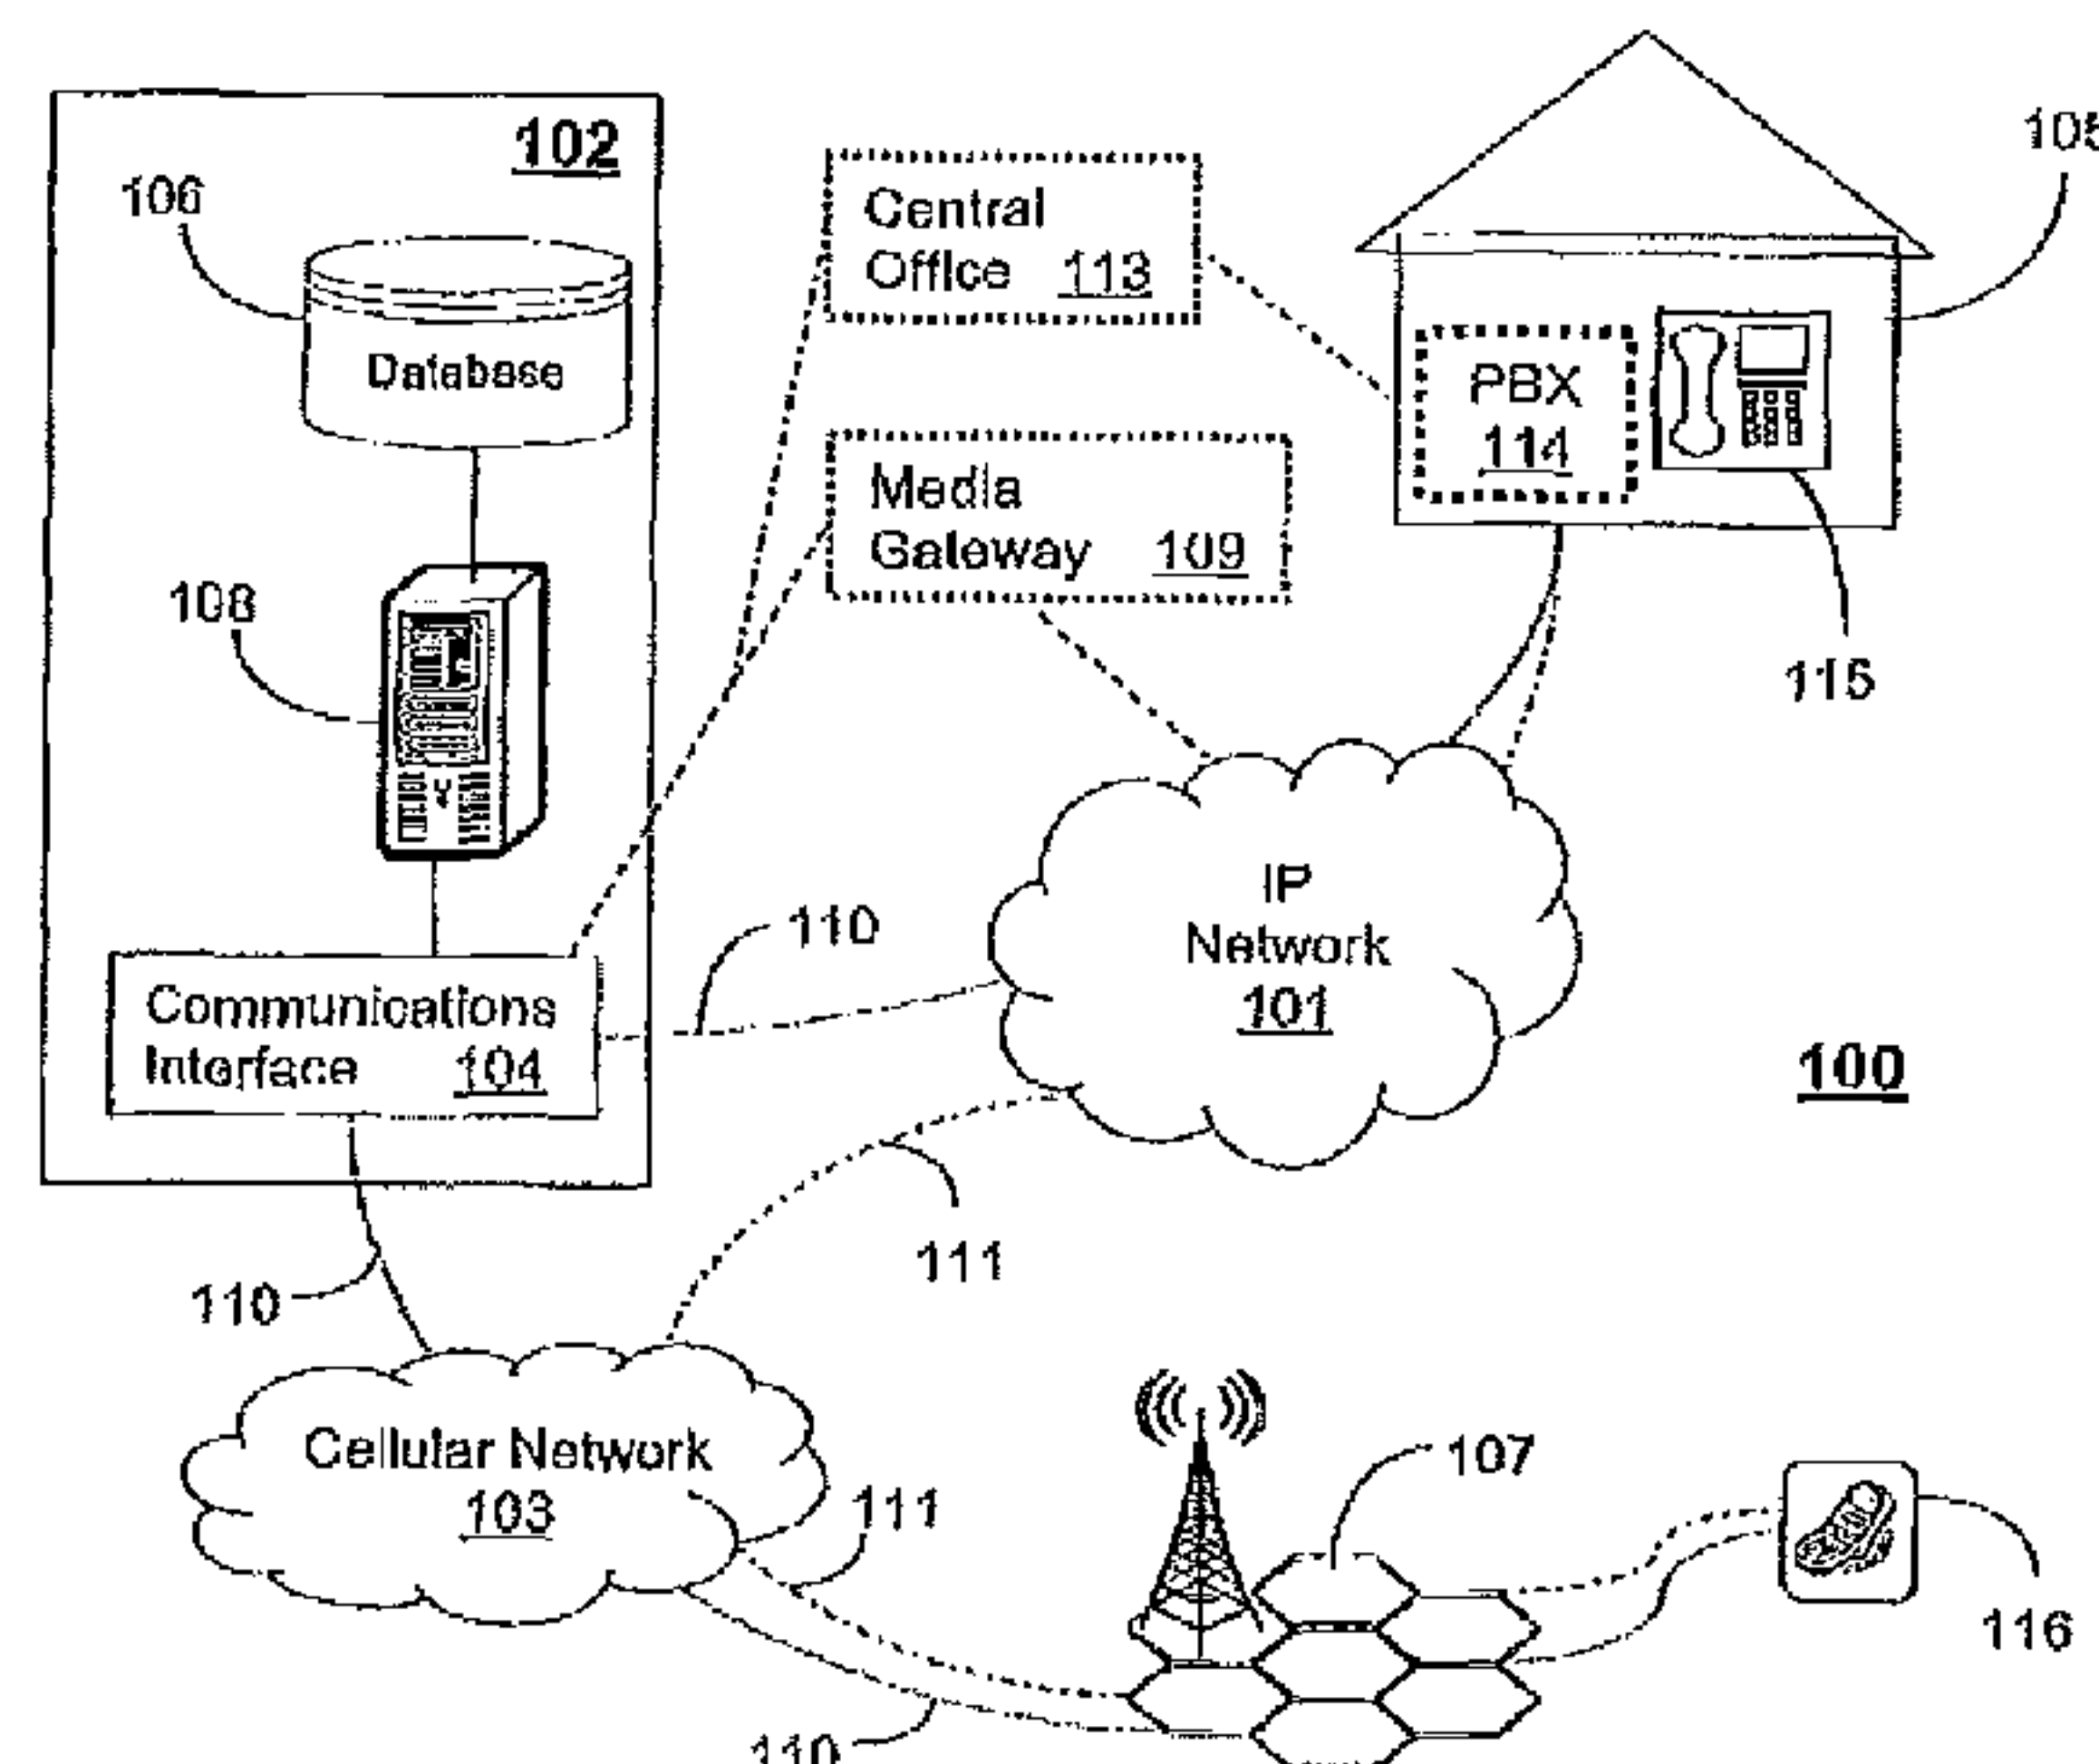 102
106
Database
108
Communications
Interface 104
Central
Office 113
Media
Gateway 109
105
PBX
114
115
IP
Network
101
110
100
111
110
Cellular Network
103
111
107
116
110